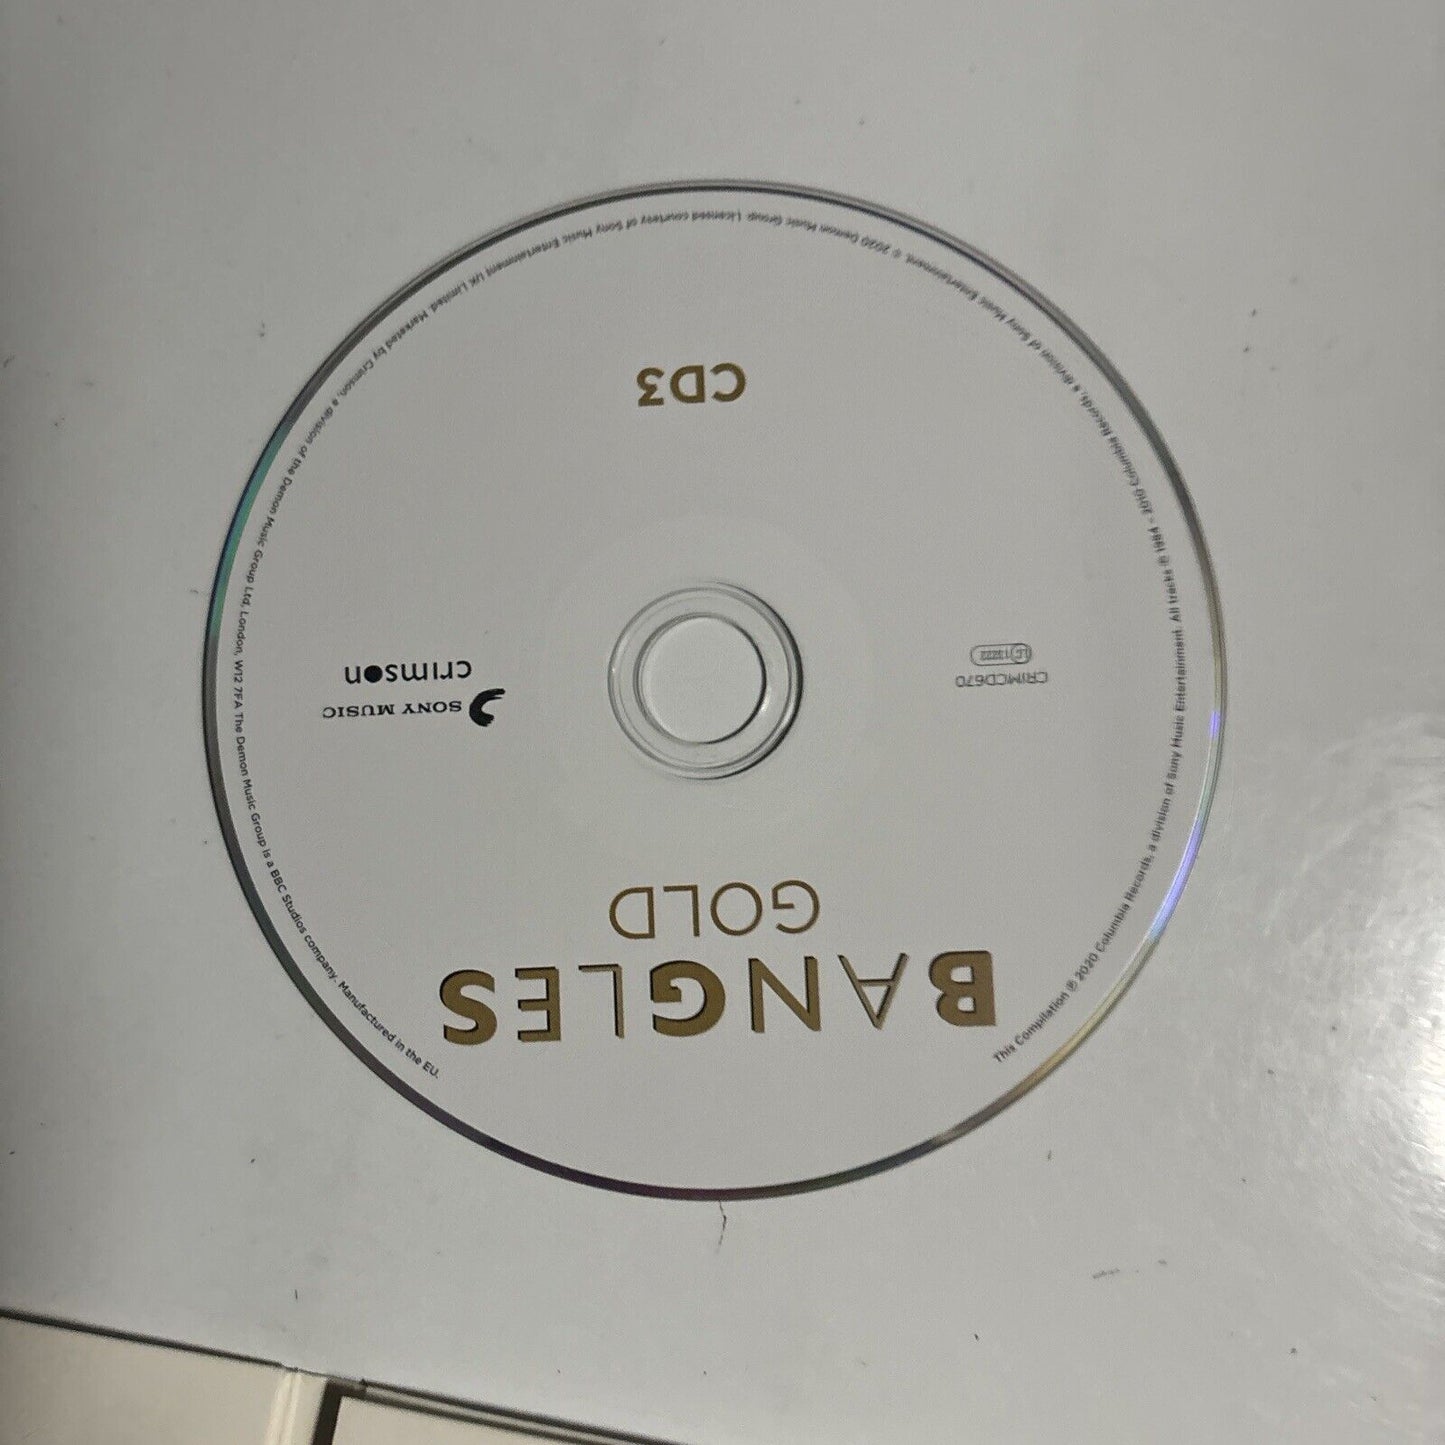 BANGLES
GOLD
CRIMCD670
LC 13222
SONY MUSIC
crimson
CD3
This Compilation ℗ 2020 Columbia Records, a division of Sony Music Entertainment. All tracks ℗ 1984 - 2010 Columbia Records, a division of Sony Music Entertainment. © 2020 Demon Music Group. Licensed courtesy of Sony Music Entertainment UK Limited. Marketed by Crimson, a division of the Demon Music Group Ltd, London, W12 7FA The Demon Music Group is a BBC Studios company. Manufactured in the EU.